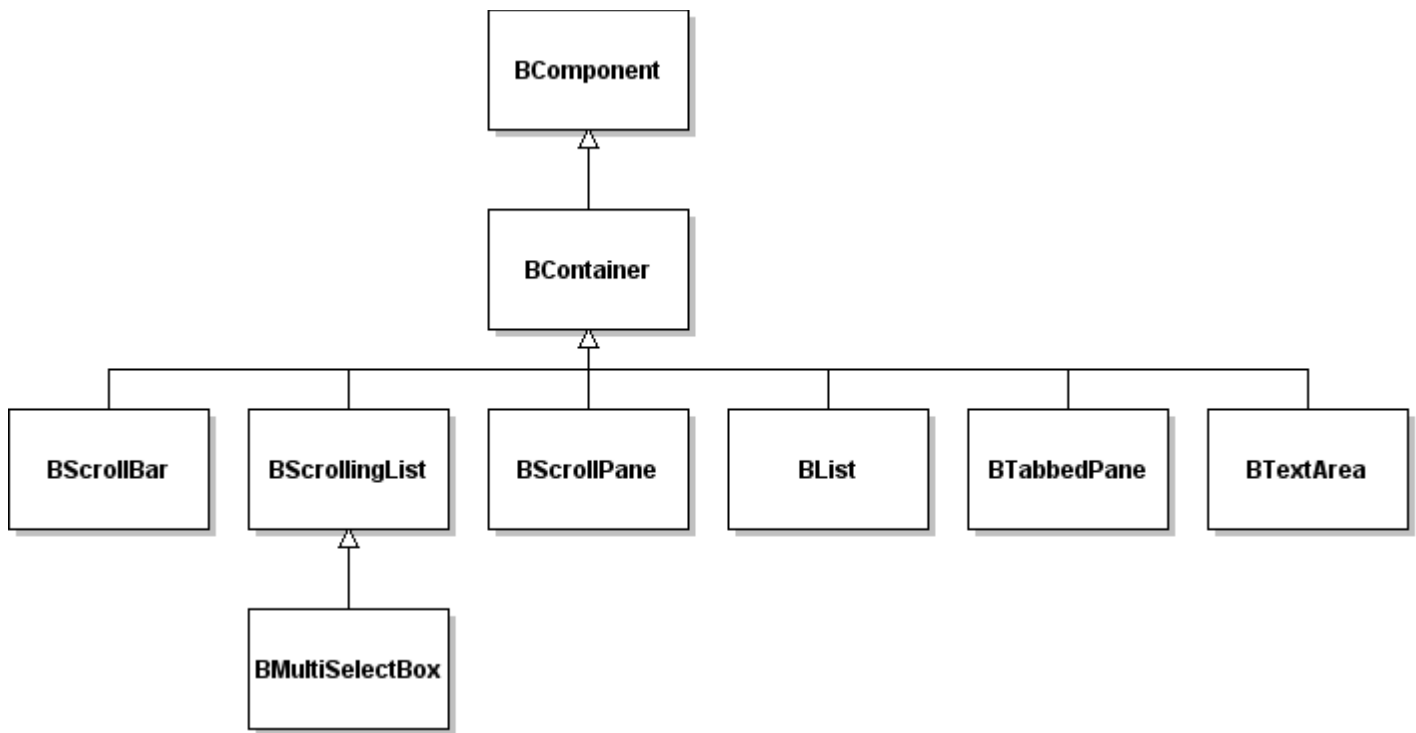 BComponent
BContainer
BScrollBar
BScrollingList
BScrollPane
BList
BTabbedPane
BTextArea
BMultiSelectBox